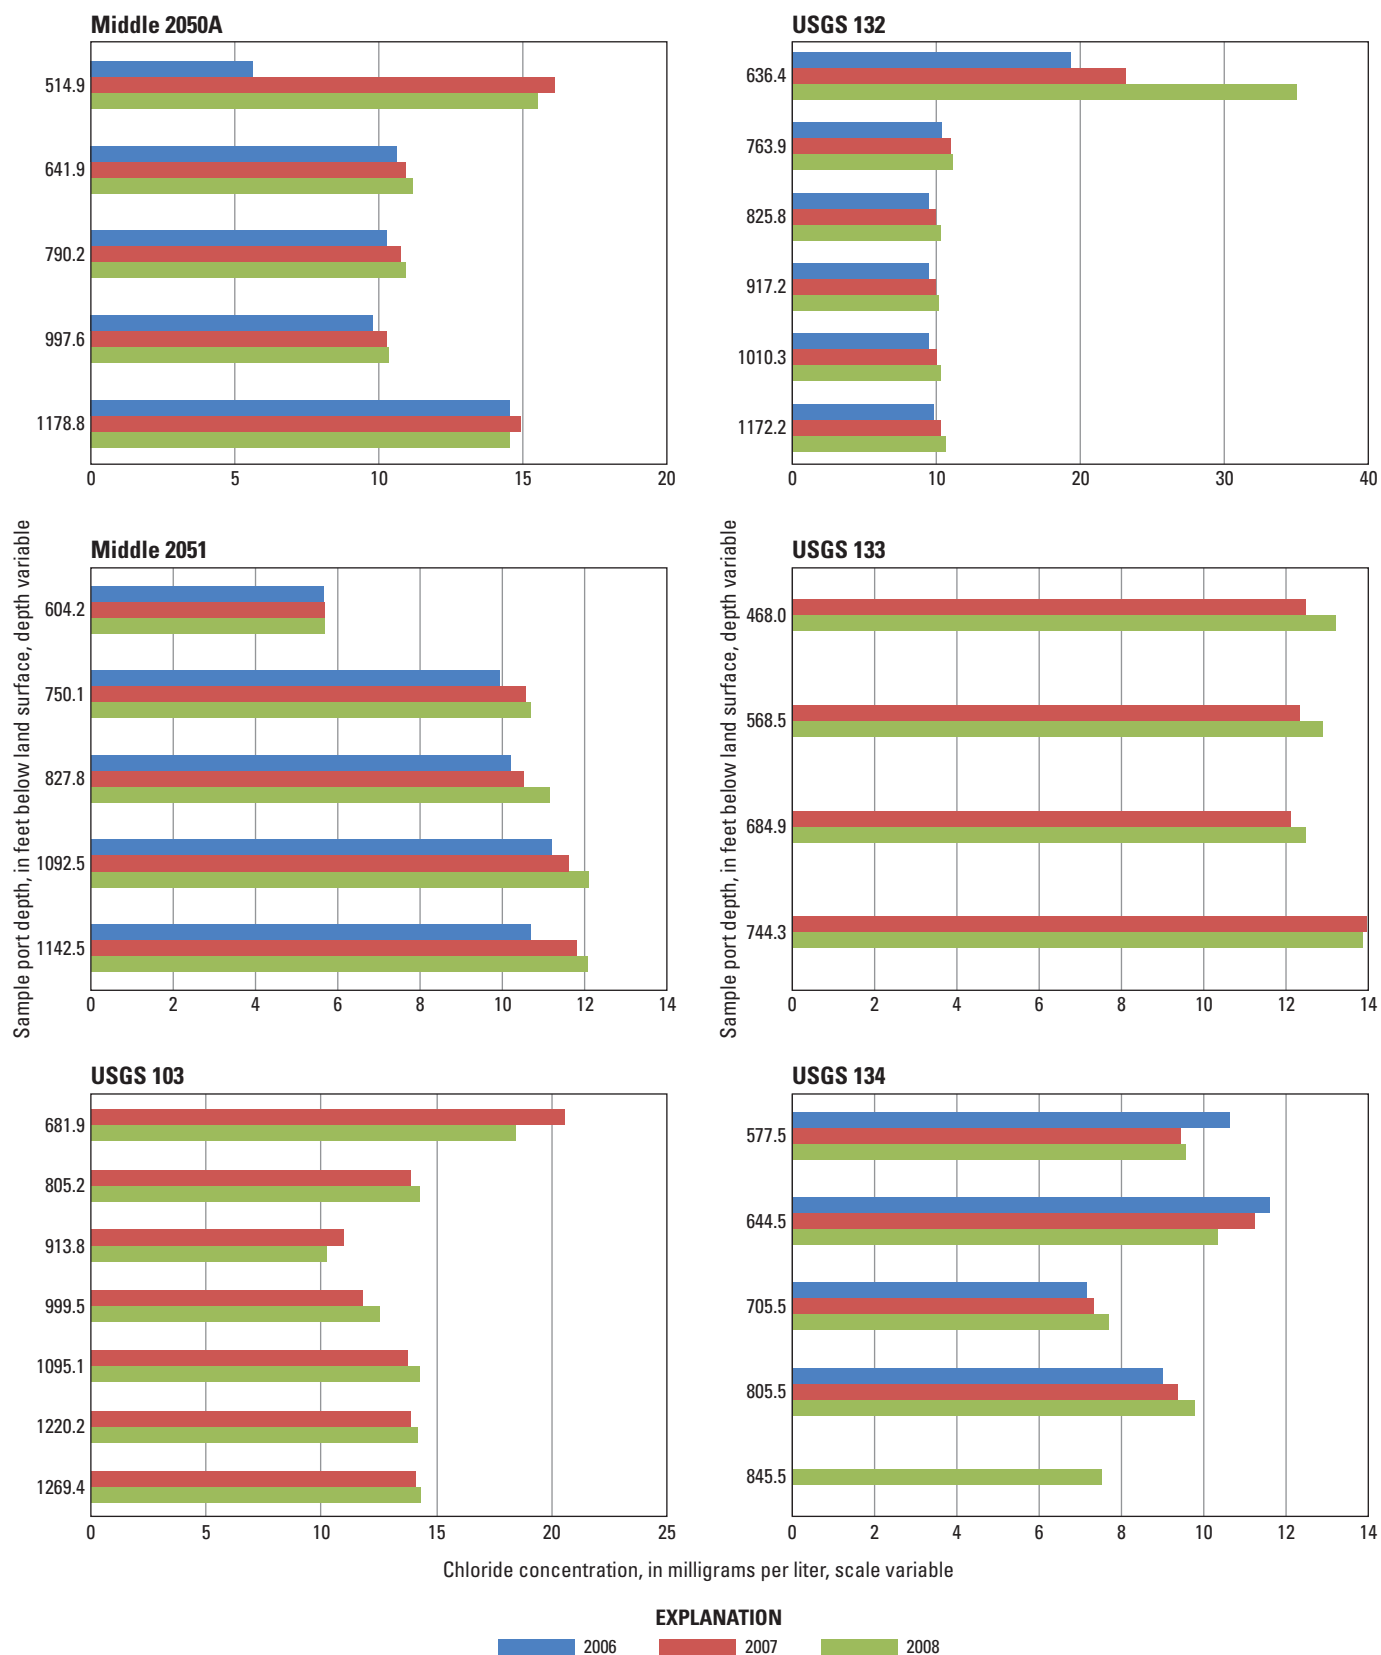 Middle 2050A
514.9
641.9
790.2
997.6
1178.8
0 5 10 15 20
USGS 132
636.4
763.9
825.8
917.2
1010.3
1172.2
0 10 20 30 40
Sample port depth, in feet below land surface, depth variable
Middle 2051
604.2
750.1
827.8
1092.5
1142.5
0 2 4 6 8 10 12 14
Sample port depth, in feet below land surface, depth variable
USGS 133
468.0
568.5
684.9
744.3
0 2 4 6 8 10 12 14
USGS 103
681.9
805.2
913.8
999.5
1095.1
1220.2
1269.4
0 5 10 15 20 25
USGS 134
577.5
644.5
705.5
805.5
845.5
0 2 4 6 8 10 12 14
Chloride concentration, in milligrams per liter, scale variable
EXPLANATION
2006 2007 2008